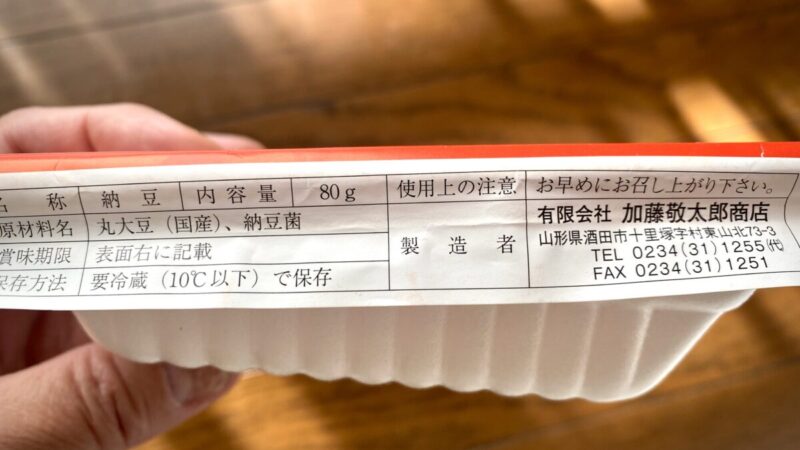 名称 納豆 内容量 80g
原材料名 丸大豆(国産)、納豆菌
賞味期限 表面右に記載
保存方法 要冷蔵(10℃以下)で保存
使用上の注意 お早めにお召し上がり下さい。
製造者 有限会社 加藤敬太郎商店
山形県酒田市十里塚字村東山北73-3
TEL 0234(31)1255(代)
FAX 0234(31)1251